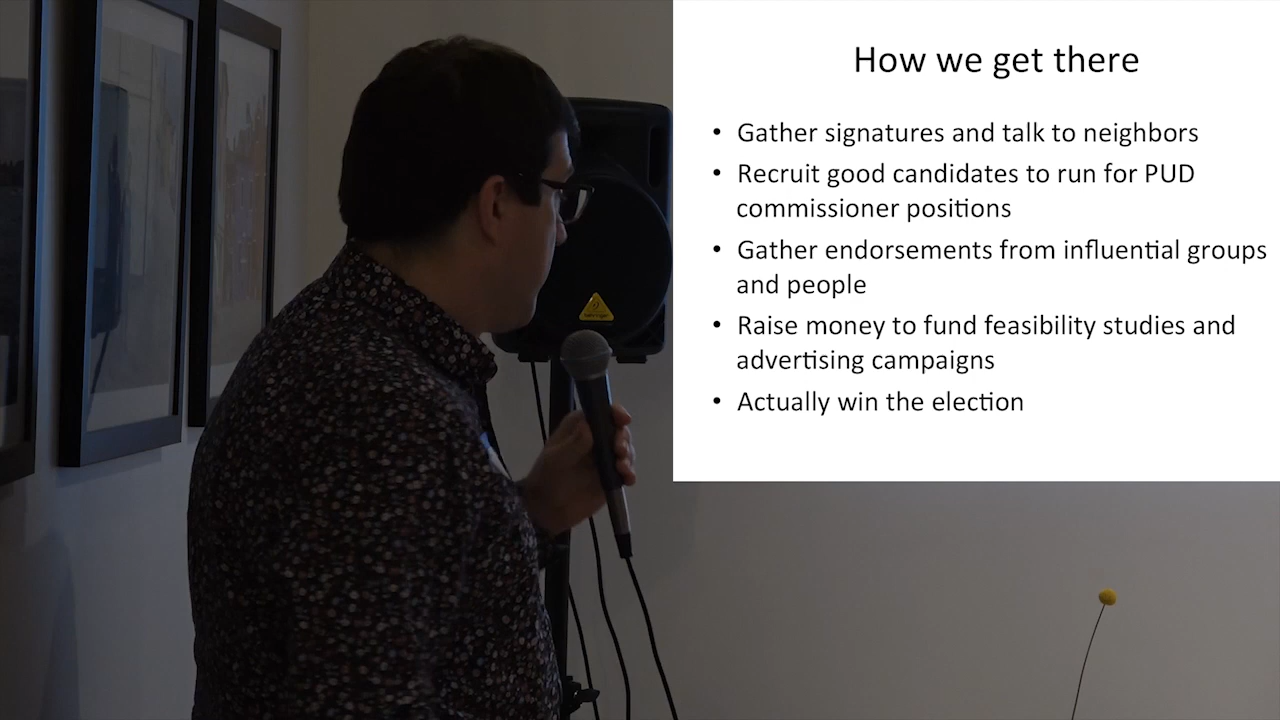 How we get there
• Gather signatures and talk to neighbors
• Recruit good candidates to run for PUD
commissioner positions
• Gather endorsements from influential groups
and people
• Raise money to fund feasibility studies and
advertising campaigns
• Actually win the election
behringer